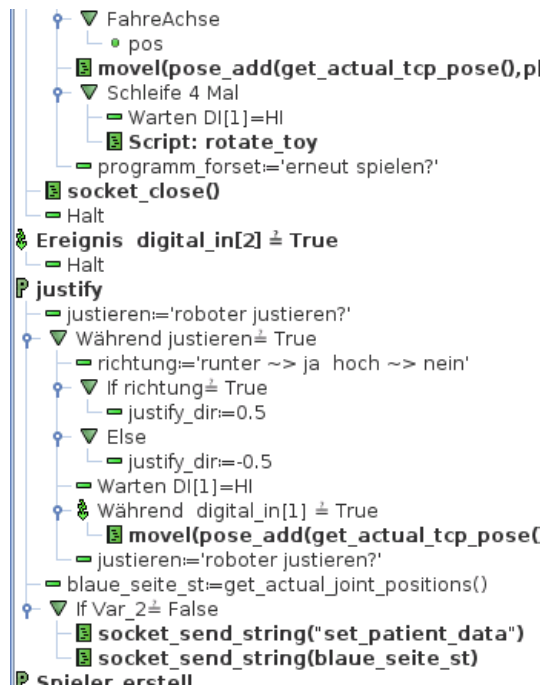 FahreAchse
pos
movel(pose_add(get_actual_tcp_pose(),p
Schleife 4 Mal
Warten DI[1]=HI
Script: rotate_toy
programm_forset:='erneut spielen?'
socket_close()
Halt
Ereignis digital_in[2] ≟ True
Halt
P justify
justieren:='roboter justieren?'
Während justieren≟ True
richtung:='runter ~> ja hoch ~> nein'
If richtung≟ True
justify_dir:=0.5
Else
justify_dir:=-0.5
Warten DI[1]=HI
Während digital_in[1] ≟ True
movel(pose_add(get_actual_tcp_pose()
justieren:='roboter justieren?'
blaue_seite_st:=get_actual_joint_positions()
If Var_2≟ False
socket_send_string("set_patient_data")
socket_send_string(blaue_seite_st)
P Spieler_erstell